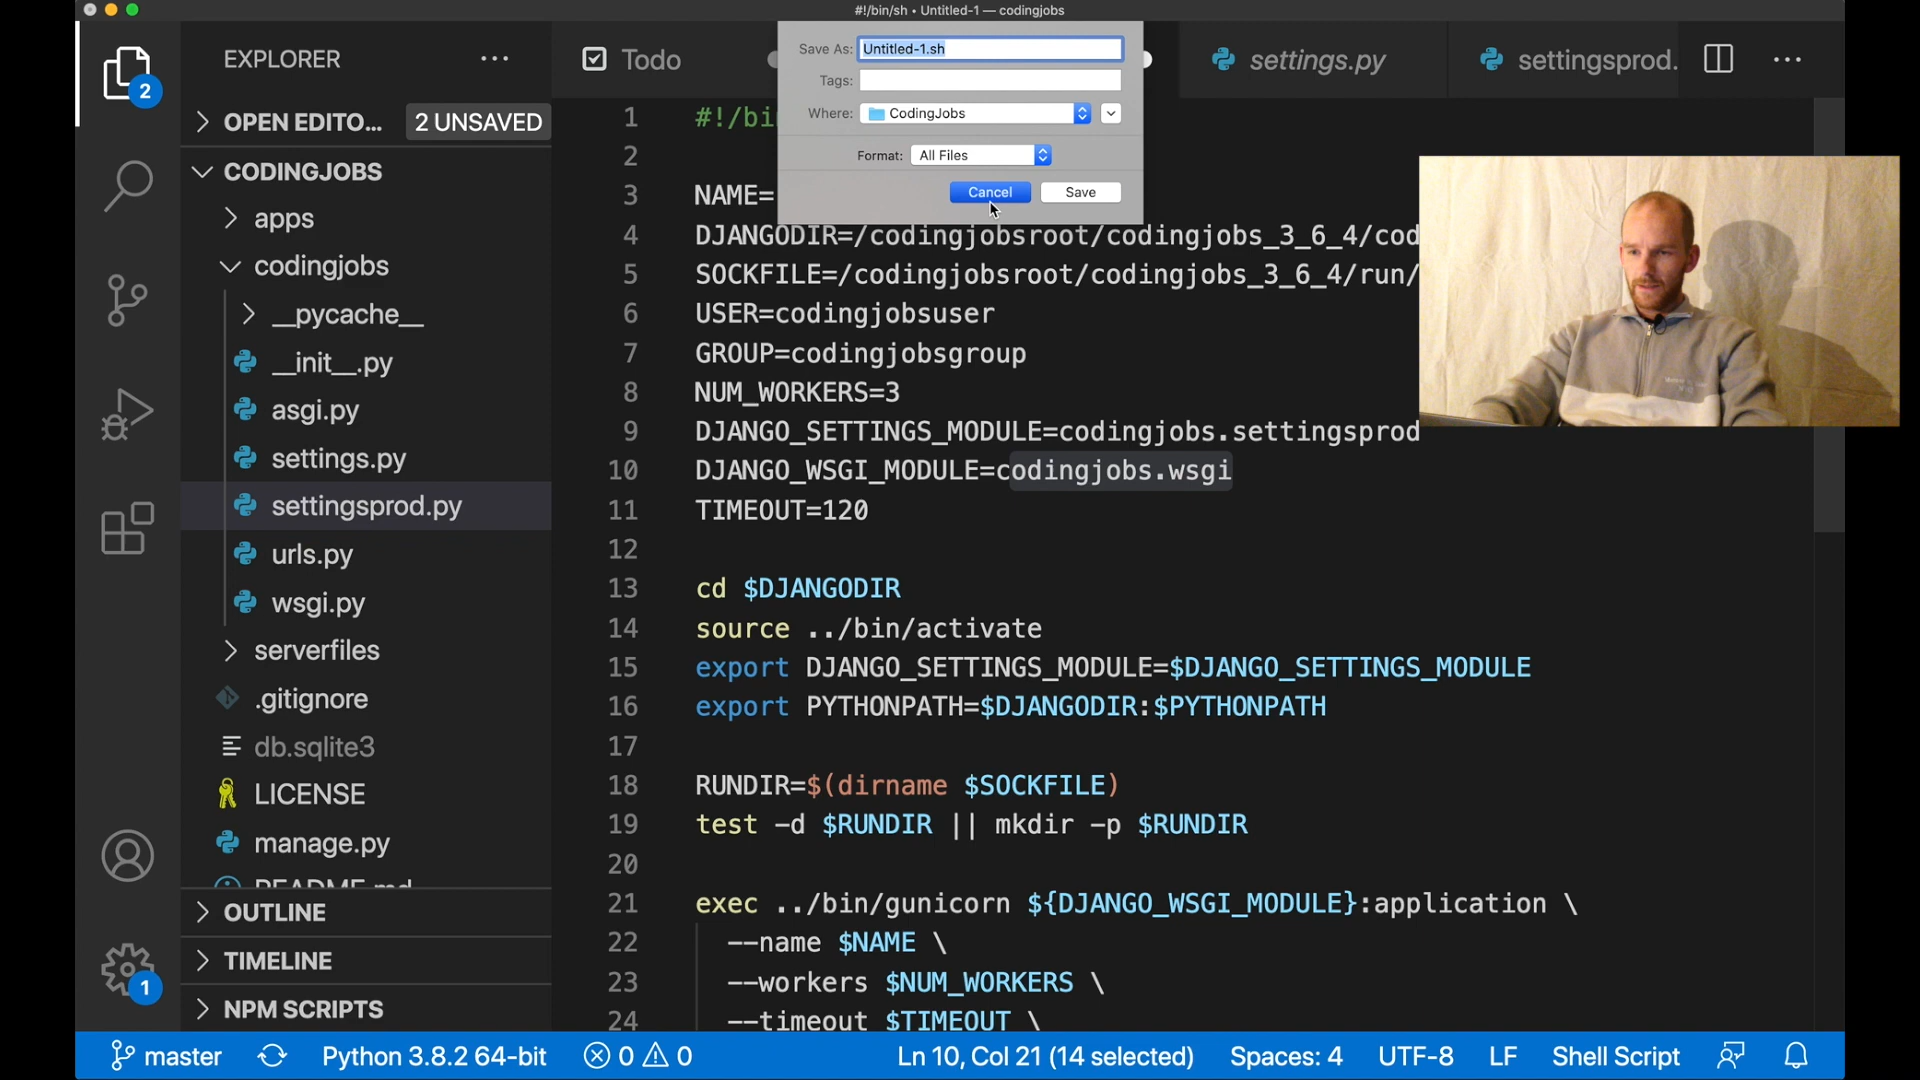 #!/bin/sh • Untitled-1 — codingjobs
EXPLORER
Todo
settings.py
settingsprod.
Save As: Untitled-1.sh
Tags:
Where: CodingJobs
Format: All Files
Cancel
Save
2
OPEN EDITO... 2 UNSAVED
CODINGJOBS
apps
codingjobs
__pycache__
__init__.py
asgi.py
settings.py
settingsprod.py
urls.py
wsgi.py
serverfiles
.gitignore
db.sqlite3
LICENSE
manage.py
README.md
OUTLINE
TIMELINE
NPM SCRIPTS
1
1 #!/bi
2
3 NAME=
4 DJANGODIR=/codingjobsroot/codingjobs_3_6_4/cod
5 SOCKFILE=/codingjobsroot/codingjobs_3_6_4/run/
6 USER=codingjobsuser
7 GROUP=codingjobsgroup
8 NUM_WORKERS=3
9 DJANGO_SETTINGS_MODULE=codingjobs.settingsprod
10 DJANGO_WSGI_MODULE=codingjobs.wsgi
11 TIMEOUT=120
12
13 cd $DJANGODIR
14 source ../bin/activate
15 export DJANGO_SETTINGS_MODULE=$DJANGO_SETTINGS_MODULE
16 export PYTHONPATH=$DJANGODIR:$PYTHONPATH
17
18 RUNDIR=$(dirname $SOCKFILE)
19 test -d $RUNDIR || mkdir -p $RUNDIR
20
21 exec ../bin/gunicorn ${DJANGO_WSGI_MODULE}:application \
22 --name $NAME \
23 --workers $NUM_WORKERS \
24 --timeout $TIMEOUT \
master
Python 3.8.2 64-bit
0 0
Ln 10, Col 21 (14 selected)
Spaces: 4
UTF-8
LF
Shell Script